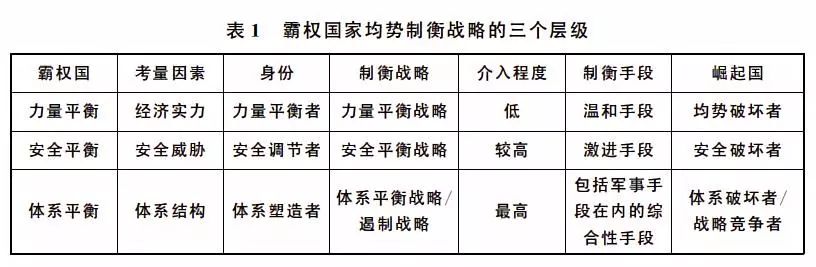 表1 霸权国家均势制衡战略的三个层级
霸权国 考量因素 身份 制衡战略 介入程度 制衡手段 崛起国
力量平衡 经济实力 力量平衡者 力量平衡战略 低 温和手段 均势破坏者
安全平衡 安全威胁 安全调节者 安全平衡战略 较高 激进手段 安全破坏者
体系平衡 体系结构 体系塑造者 体系平衡战略/
遏制战略 最高 包括军事手
段在内的综
合性手段 体系破坏者/
战略竞争者